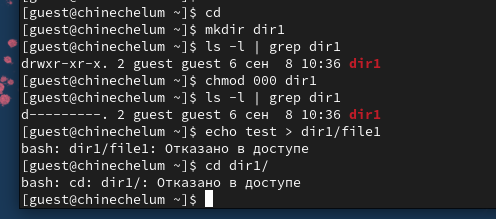 [guest@chinechelum ~]$ cd
[guest@chinechelum ~]$ mkdir dir1
[guest@chinechelum ~]$ ls -l | grep dir1
drwxr-xr-x. 2 guest guest 6 сен  8 10:36 dir1
[guest@chinechelum ~]$ chmod 000 dir1
[guest@chinechelum ~]$ ls -l | grep dir1
d---------. 2 guest guest 6 сен  8 10:36 dir1
[guest@chinechelum ~]$ echo test > dir1/file1
bash: dir1/file1: Отказано в доступе
[guest@chinechelum ~]$ cd dir1/
bash: cd: dir1/: Отказано в доступе
[guest@chinechelum ~]$